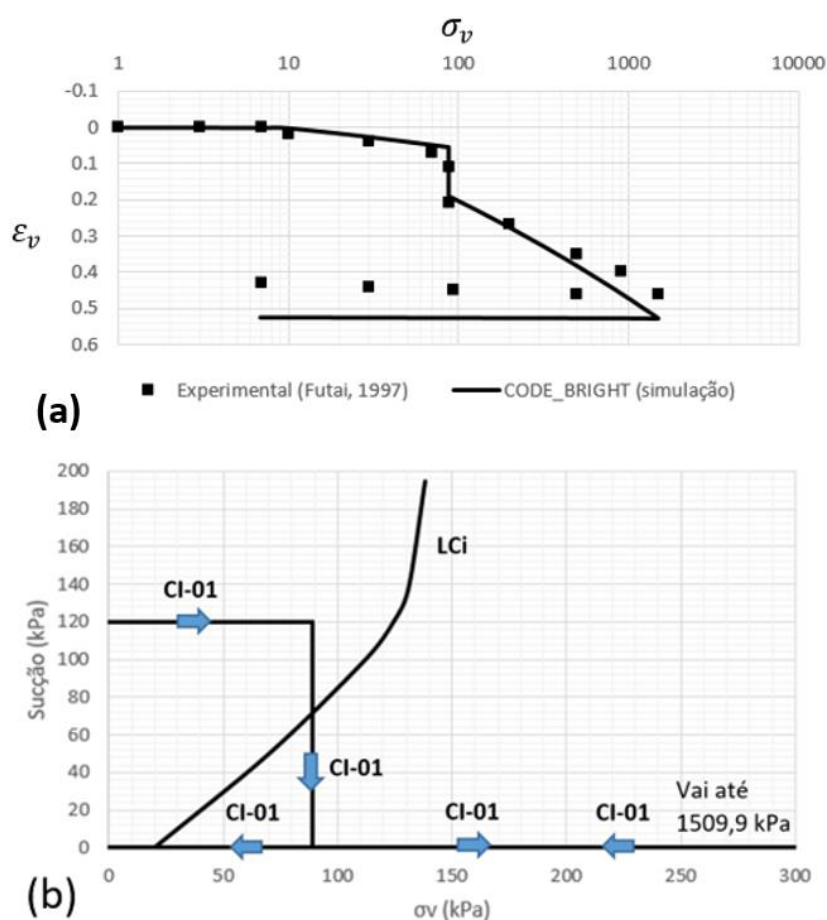 σv
1 10 100 1000 10000
-0.1
0
0.1
0.2
εv
0.3
0.4
0.5
0.6
Experimental (Futai, 1997) CODE_BRIGHT (simulação)
(a)
200
180
160
LCi
140
CI-01
120
Sucção (kPa)
100
80
60
CI-01
40
CI-01 CI-01 CI-01
Vai até
1509,9 kPa
20
0
0 50 100 150 200 250 300
(b)
σv (kPa)